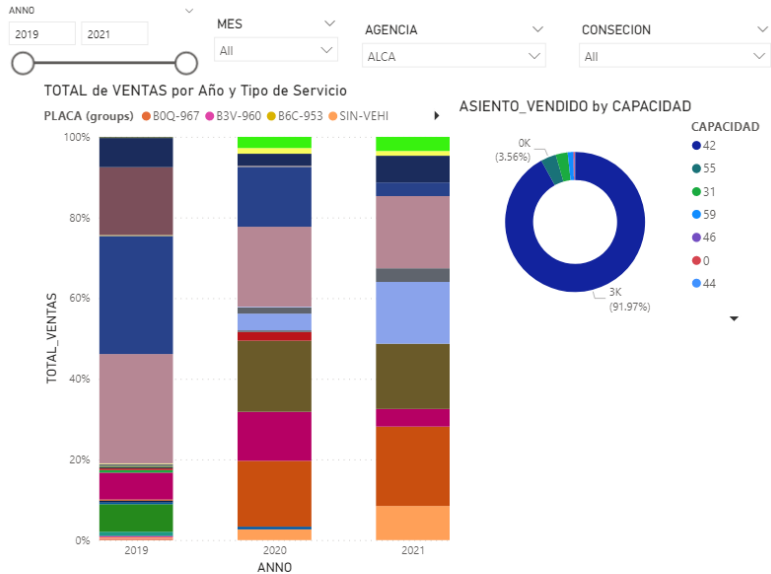 ANNO
2019
2021
MES
All
AGENCIA
ALCA
CONSECION
All
TOTAL de VENTAS por Año y Tipo de Servicio
PLACA (groups) B0Q-967 B3V-960 B6C-953 SIN-VEHI
100%
80%
60%
40%
20%
0%
TOTAL_VENTAS
2019
2020
2021
ANNO
ASIENTO_VENDIDO by CAPACIDAD
0K
(3.56%)
3K
(91.97%)
CAPACIDAD
42
55
31
59
46
0
44